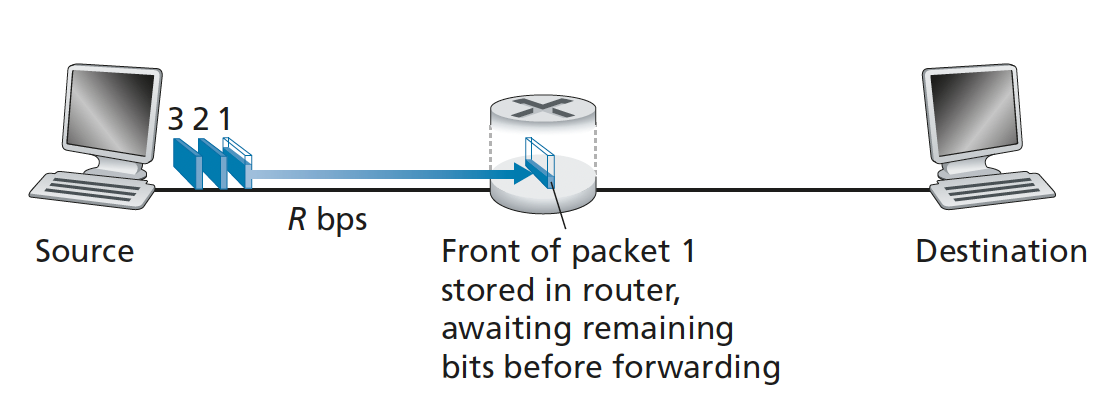 3 2 1
R bps
Source
Front of packet 1
stored in router,
awaiting remaining
bits before forwarding
Destination